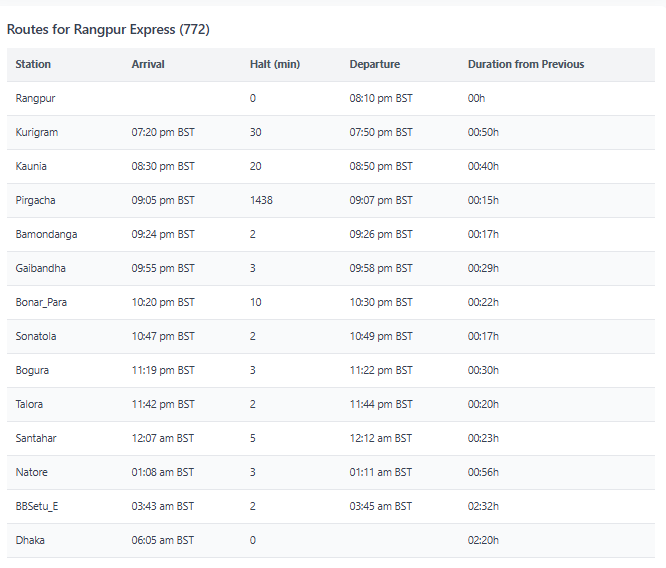 Routes for Rangpur Express (772)
Station Arrival Halt (min) Departure Duration from Previous
Rangpur 0 08:10 pm BST 00h
Kurigram 07:20 pm BST 30 07:50 pm BST 00:50h
Kaunia 08:30 pm BST 20 08:50 pm BST 00:40h
Pirgacha 09:05 pm BST 1438 09:07 pm BST 00:15h
Bamondanga 09:24 pm BST 2 09:26 pm BST 00:17h
Gaibandha 09:55 pm BST 3 09:58 pm BST 00:29h
Bonar_Para 10:20 pm BST 10 10:30 pm BST 00:22h
Sonatola 10:47 pm BST 2 10:49 pm BST 00:17h
Bogura 11:19 pm BST 3 11:22 pm BST 00:30h
Talora 11:42 pm BST 2 11:44 pm BST 00:20h
Santahar 12:07 am BST 5 12:12 am BST 00:23h
Natore 01:08 am BST 3 01:11 am BST 00:56h
BBSetu_E 03:43 am BST 2 03:45 am BST 02:32h
Dhaka 06:05 am BST 0 02:20h